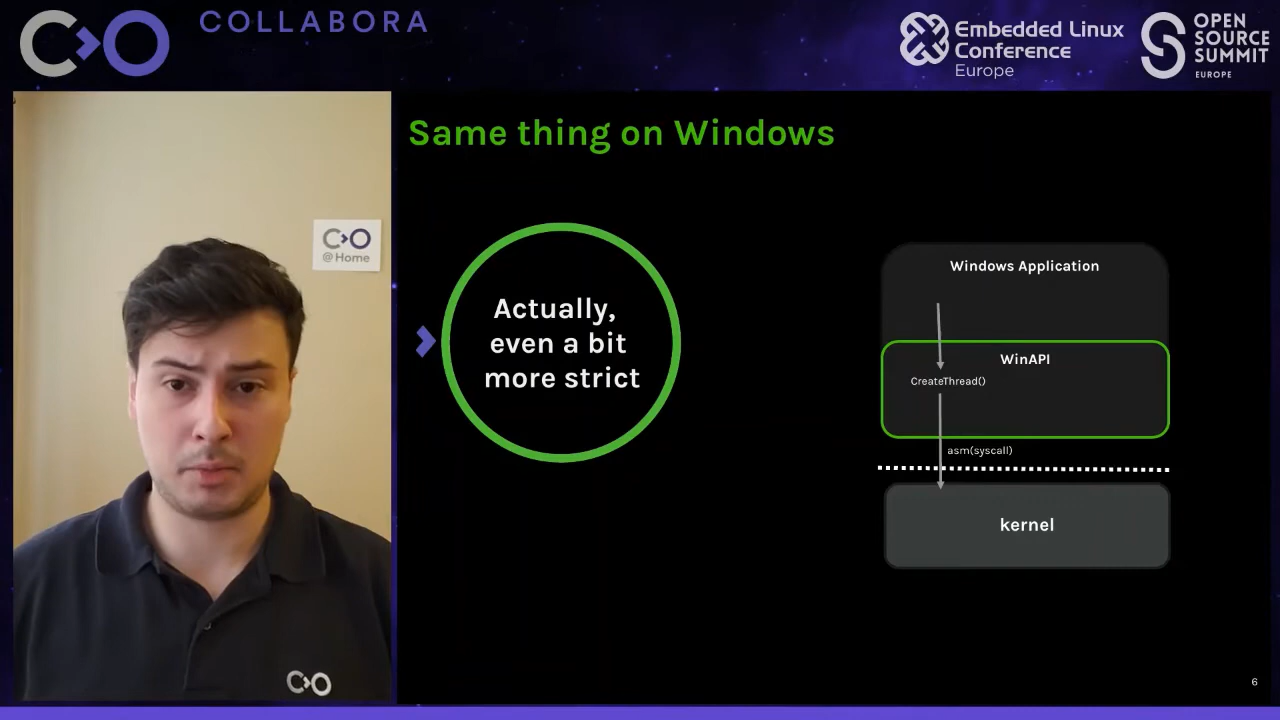 COLLABORA
Embedded Linux
Conference
Europe
OPEN
SOURCE
SUMMIT
EUROPE
Same thing on Windows
@Home
Actually,
even a bit
more strict
Windows Application
WinAPI
CreateThread()
asm(syscall)
kernel
6